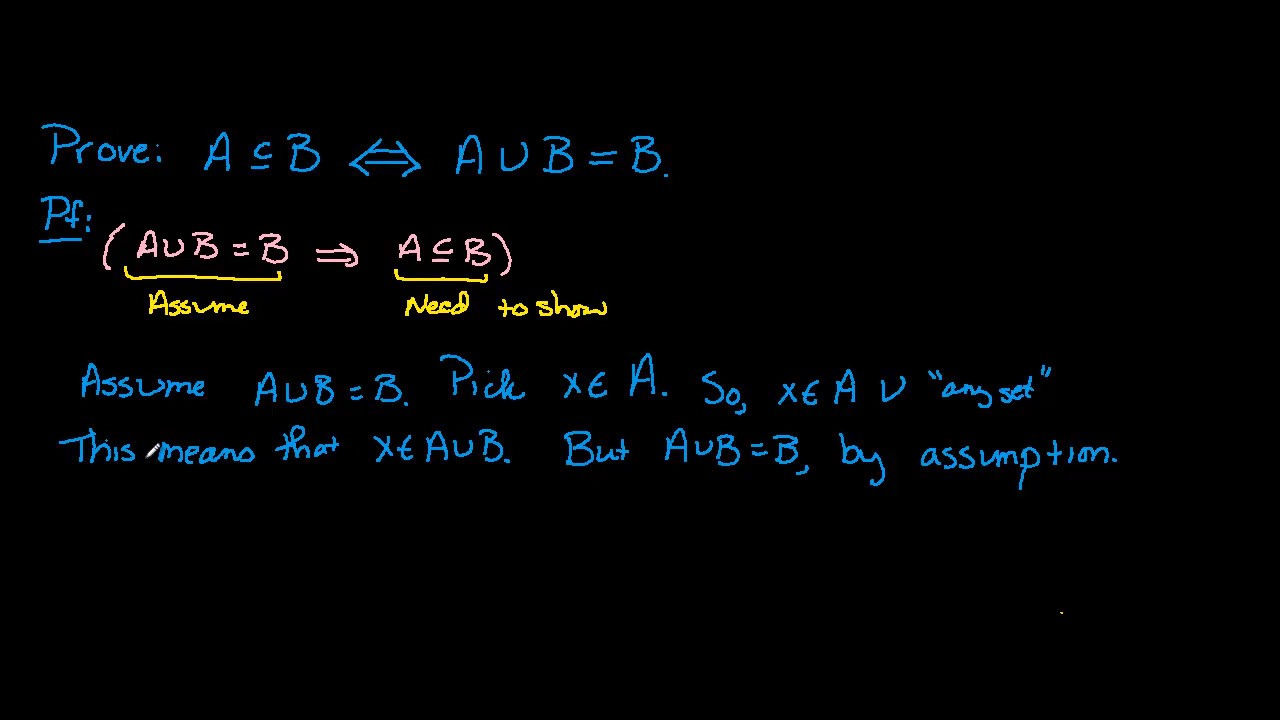 Prove: A ⊆ B ⟺ A ∪ B = B.
Pf:
(A∪B = B ⟹ A ⊆ B)
Assume Need to show
Assume A∪B = B. Pick x ∈ A. So, x ∈ A ∪ "any set"
This means that x ∈ A∪B. But A∪B = B, by assumption.